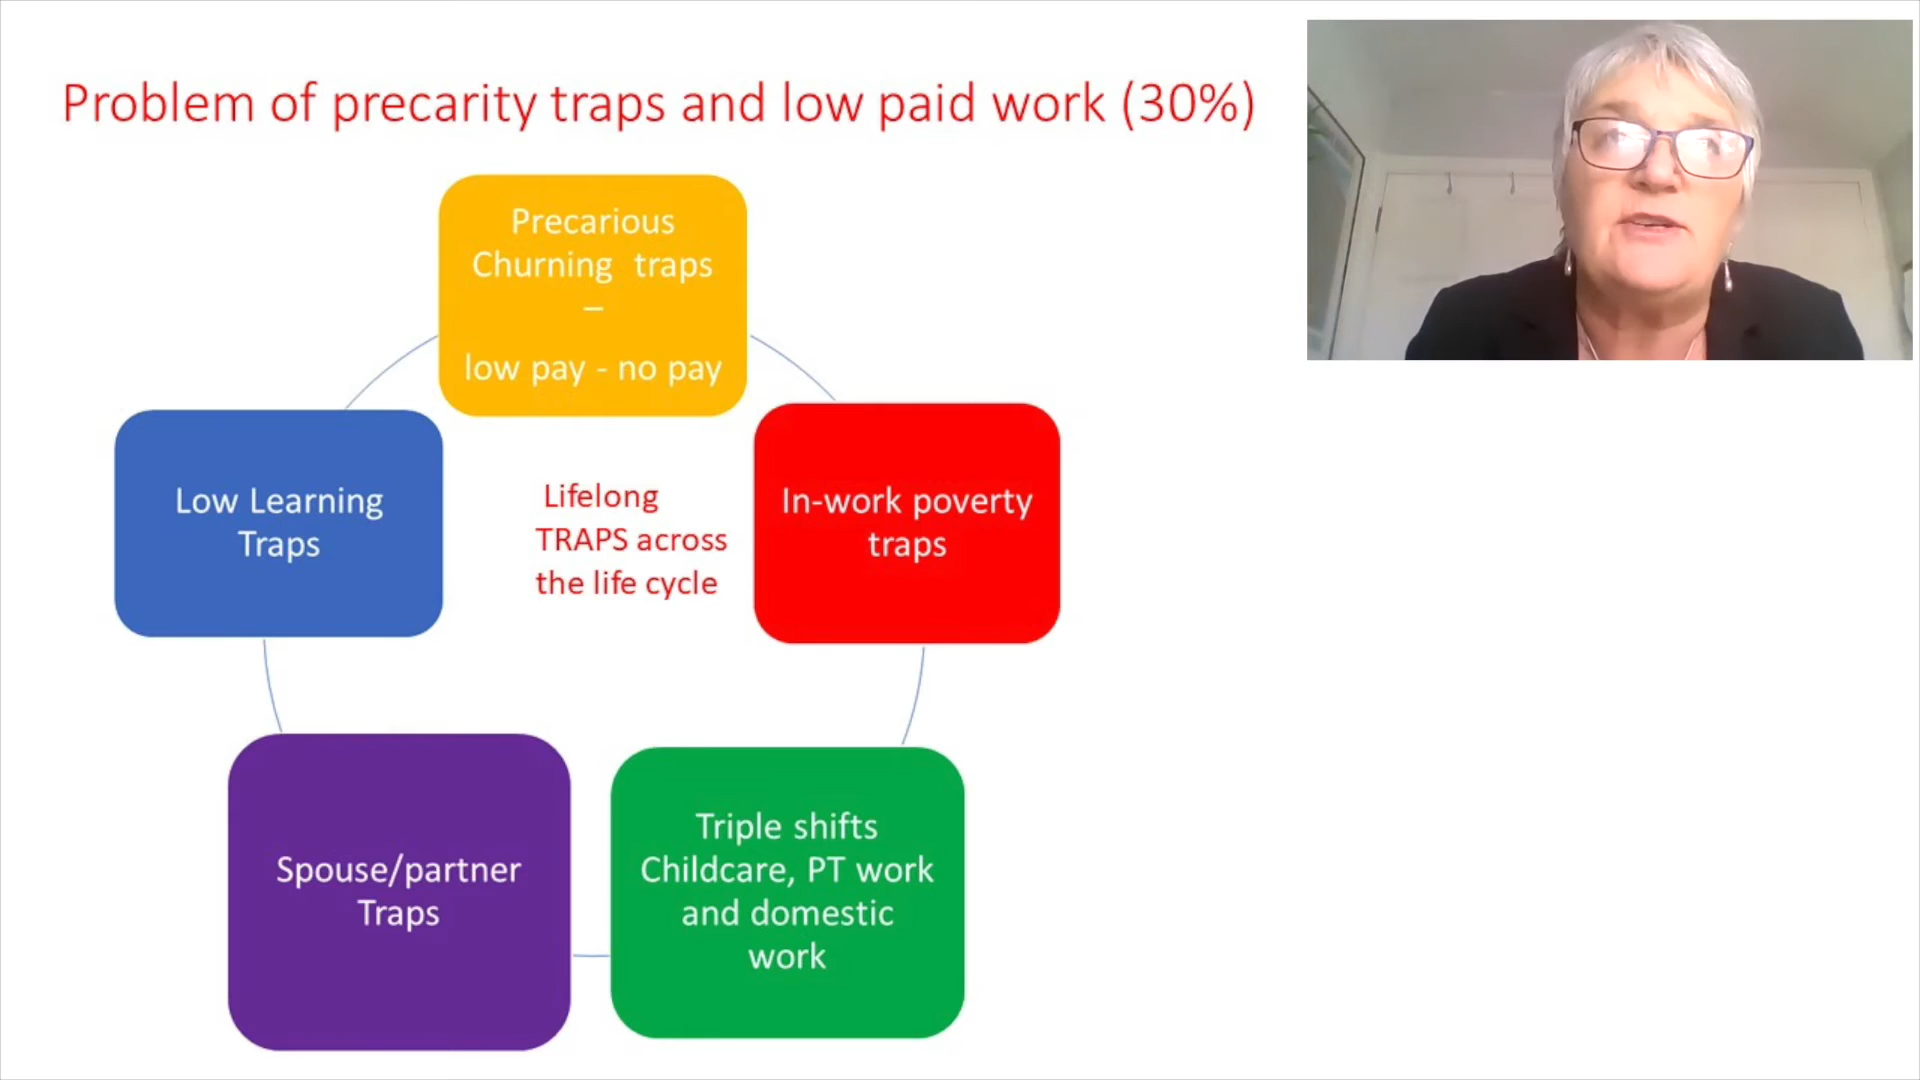 Problem of precarity traps and low paid work (30%)
Precarious
Churning traps
–
low pay - no pay
Low Learning
Traps
Lifelong
TRAPS across
the life cycle
In-work poverty
traps
Spouse/partner
Traps
Triple shifts
Childcare, PT work
and domestic
work